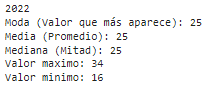 2022
Moda (Valor que más aparece): 25
Media (Promedio): 25
Mediana (Mitad): 25
Valor maximo: 34
Valor minimo: 16